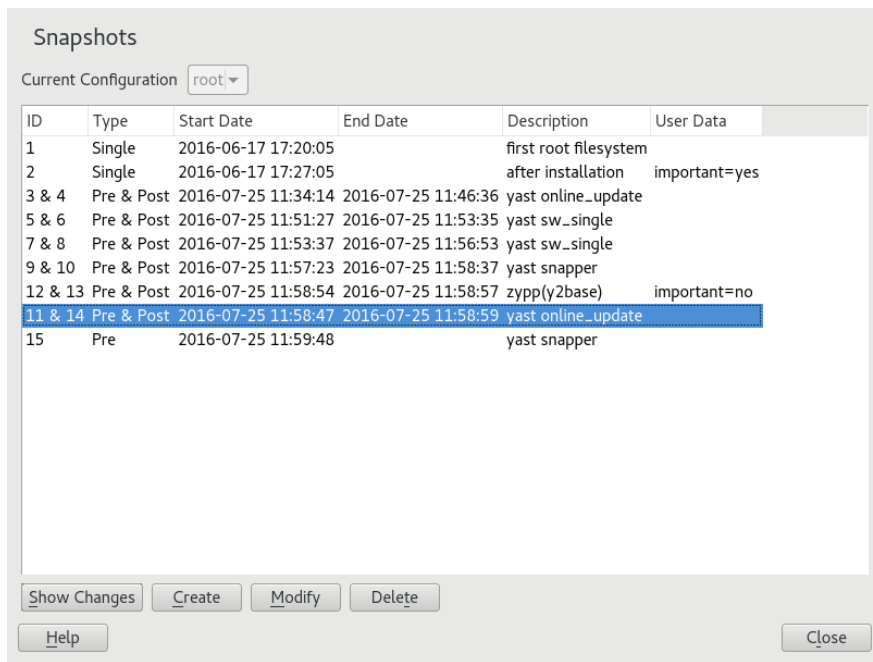 Snapshots
Current Configuration root
ID Type Start Date End Date Description User Data
1 Single 2016-06-17 17:20:05 first root filesystem
2 Single 2016-06-17 17:27:05 after installation important=yes
3 & 4 Pre & Post 2016-07-25 11:34:14 2016-07-25 11:46:36 yast online_update
5 & 6 Pre & Post 2016-07-25 11:51:27 2016-07-25 11:53:35 yast sw_single
7 & 8 Pre & Post 2016-07-25 11:53:37 2016-07-25 11:56:53 yast sw_single
9 & 10 Pre & Post 2016-07-25 11:57:23 2016-07-25 11:58:37 yast snapper
12 & 13 Pre & Post 2016-07-25 11:58:54 2016-07-25 11:58:57 zypp(y2base) important=no
11 & 14 Pre & Post 2016-07-25 11:58:47 2016-07-25 11:58:59 yast online_update
15 Pre 2016-07-25 11:59:48 yast snapper
Show Changes Create Modify Delete
Help Close